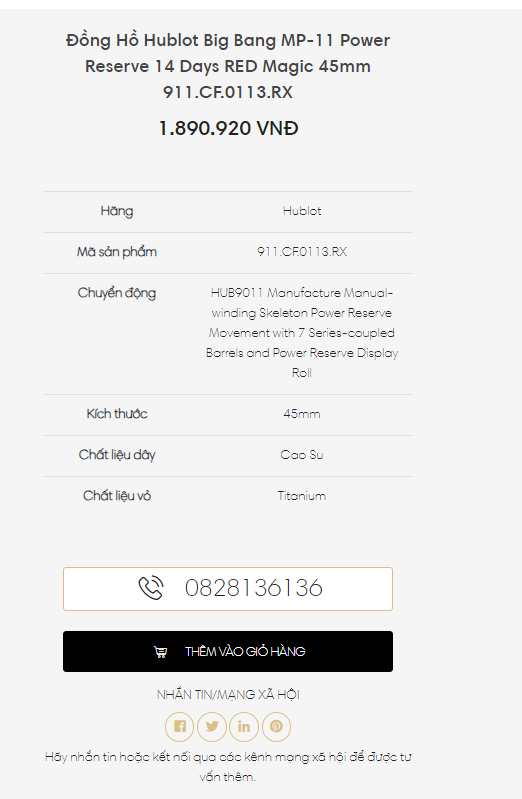 Đồng Hồ Hublot Big Bang MP-11 Power
Reserve 14 Days RED Magic 45mm
911.CF.0113.RX
1.890.920 VNĐ
Hãng Hublot
Mã sản phẩm 911.CF.0113.RX
Chuyển động HUB9011 Manufacture Manual-
winding Skeleton Power Reserve
Movement with 7 Series-coupled
Barrels and Power Reserve Display
Roll
Kích thước 45mm
Chất liệu dây Cao Su
Chất liệu vỏ Titanium
0828136136
THÊM VÀO GIỎ HÀNG
NHẮN TIN/MẠNG XÃ HỘI
Hãy nhắn tin hoặc kết nối qua các kênh mạng xã hội để được tư
vấn thêm.